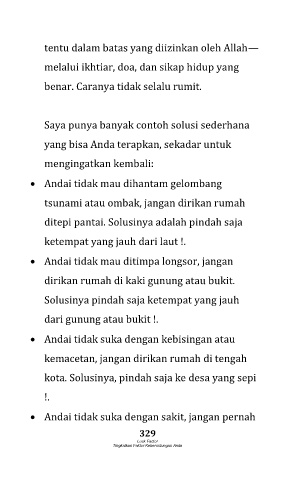 tentu dalam batas yang diizinkan oleh Allah—
melalui ikhtiar, doa, dan sikap hidup yang
benar. Caranya tidak selalu rumit.
Saya punya banyak contoh solusi sederhana
yang bisa Anda terapkan, sekadar untuk
mengingatkan kembali:
• Andai tidak mau dihantam gelombang
tsunami atau ombak, jangan dirikan rumah
ditepi pantai. Solusinya adalah pindah saja
ketempat yang jauh dari laut !.
• Andai tidak mau ditimpa longsor, jangan
dirikan rumah di kaki gunung atau bukit.
Solusinya pindah saja ketempat yang jauh
dari gunung atau bukit !.
• Andai tidak suka dengan kebisingan atau
kemacetan, jangan dirikan rumah di tengah
kota. Solusinya, pindah saja ke desa yang sepi
!.
• Andai tidak suka dengan sakit, jangan pernah
329
Luck Factor
Tingkatkan Faktor Keberuntungan Anda